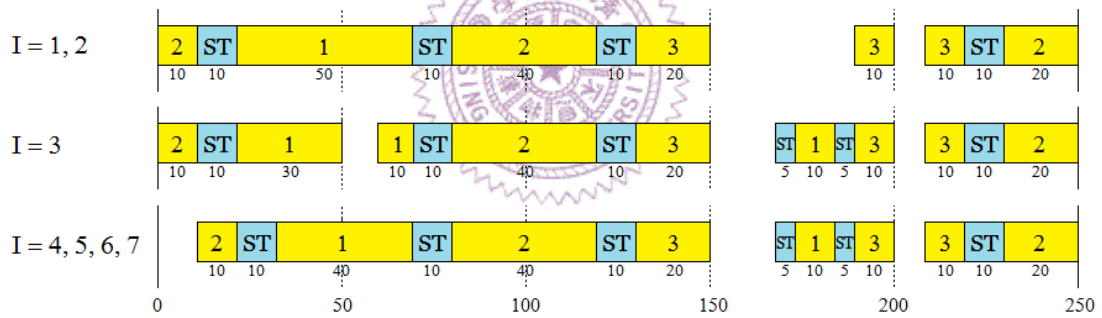 I = 1, 2 2 ST 1 ST 2 ST 3 3 3 ST 2
10 10 50 10 40 10 20 10 10 10 20
I = 3 2 ST 1 1 ST 2 ST 3 ST 1 ST 3 3 ST 2
10 10 30 10 10 40 10 20 5 10 5 10 10 10 20
I = 4, 5, 6, 7 2 ST 1 ST 2 ST 3 ST 1 ST 3 3 ST 2
10 10 40 10 40 10 20 5 10 5 10 10 10 20
0 50 100 150 200 250